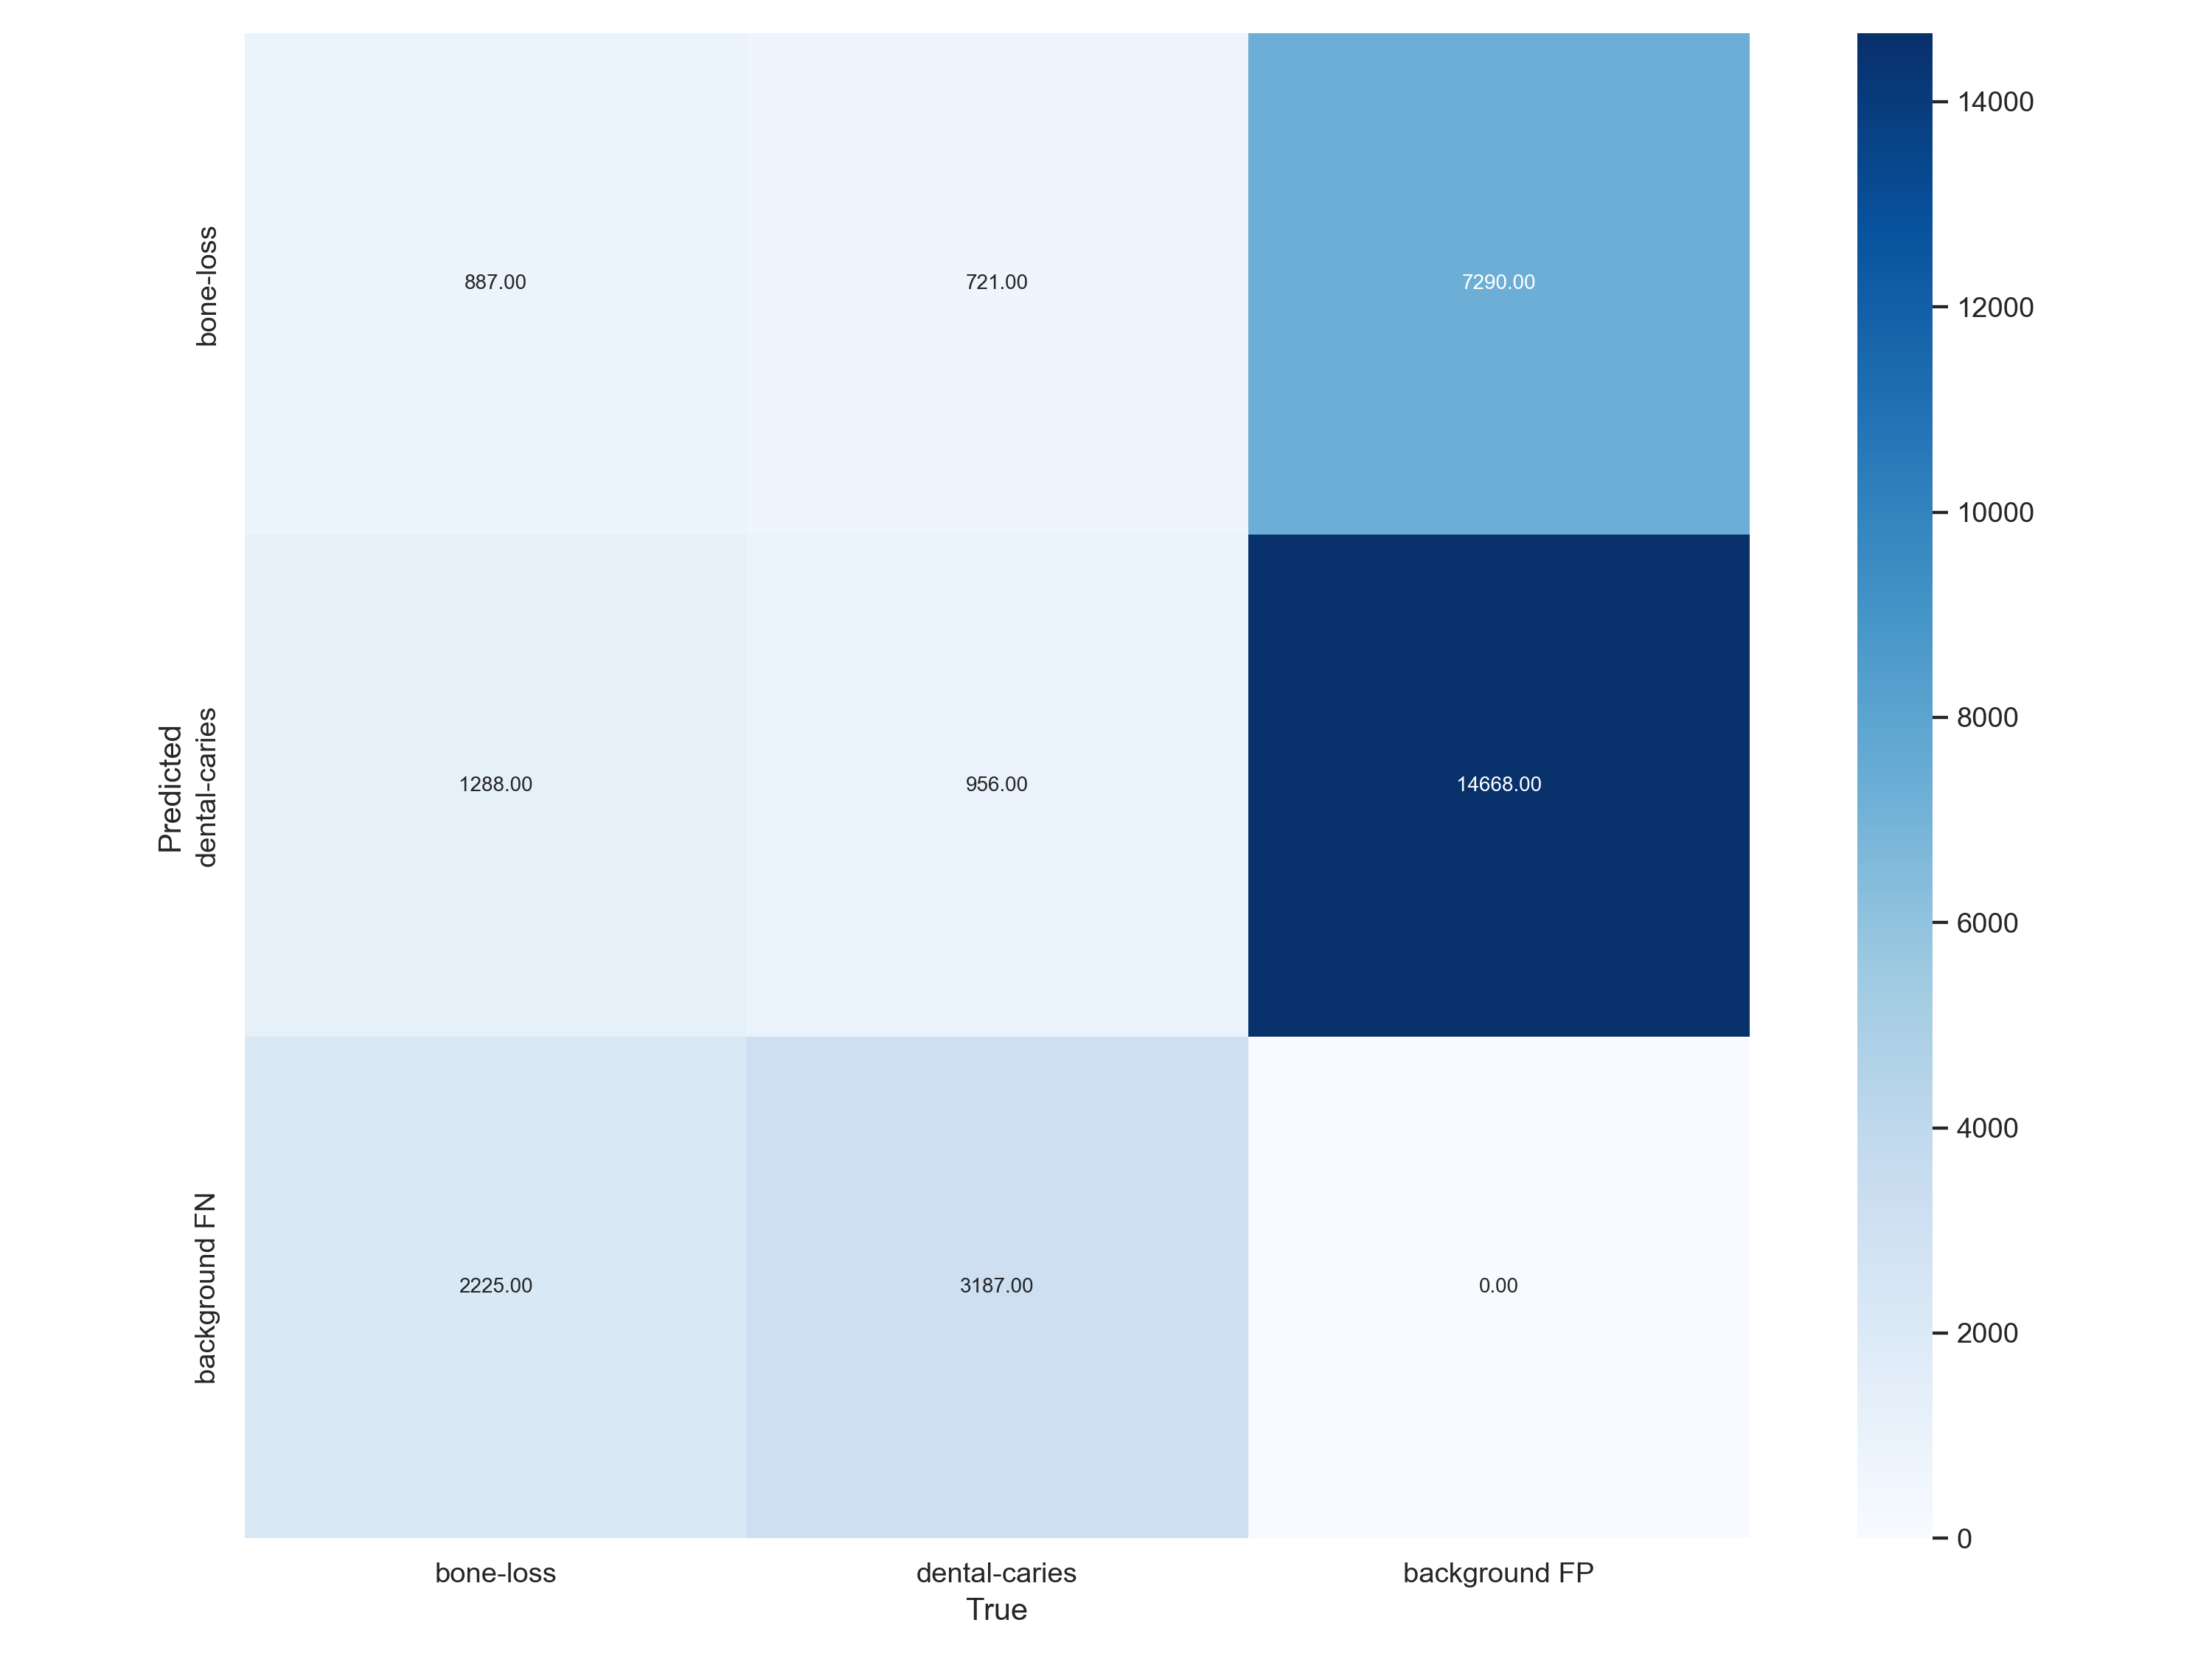 bone-loss
887.00
721.00
7290.00
Predicted
dental-caries
1288.00
956.00
14668.00
background FN
2225.00
3187.00
0.00
bone-loss
dental-caries
background FP
True
14000
12000
10000
8000
6000
4000
2000
0